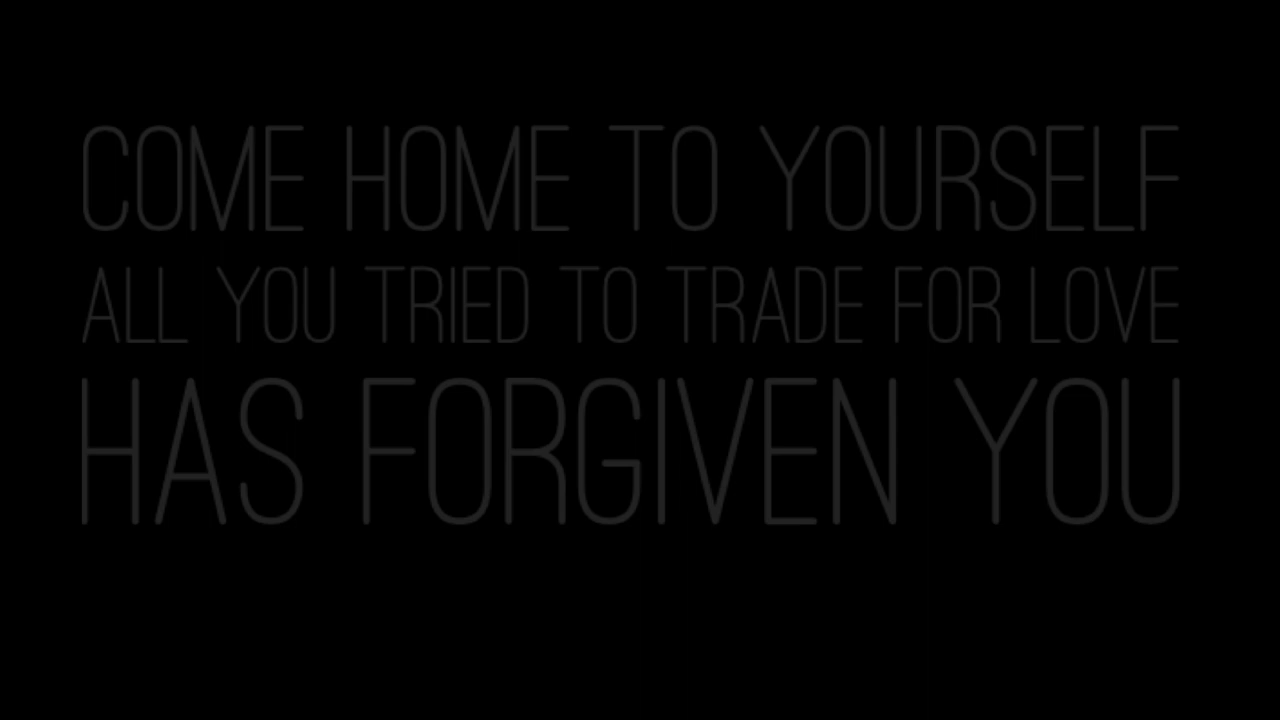 COME HOME TO YOURSELF
ALL YOU TRIED TO TRADE FOR LOVE
HAS FORGIVEN YOU